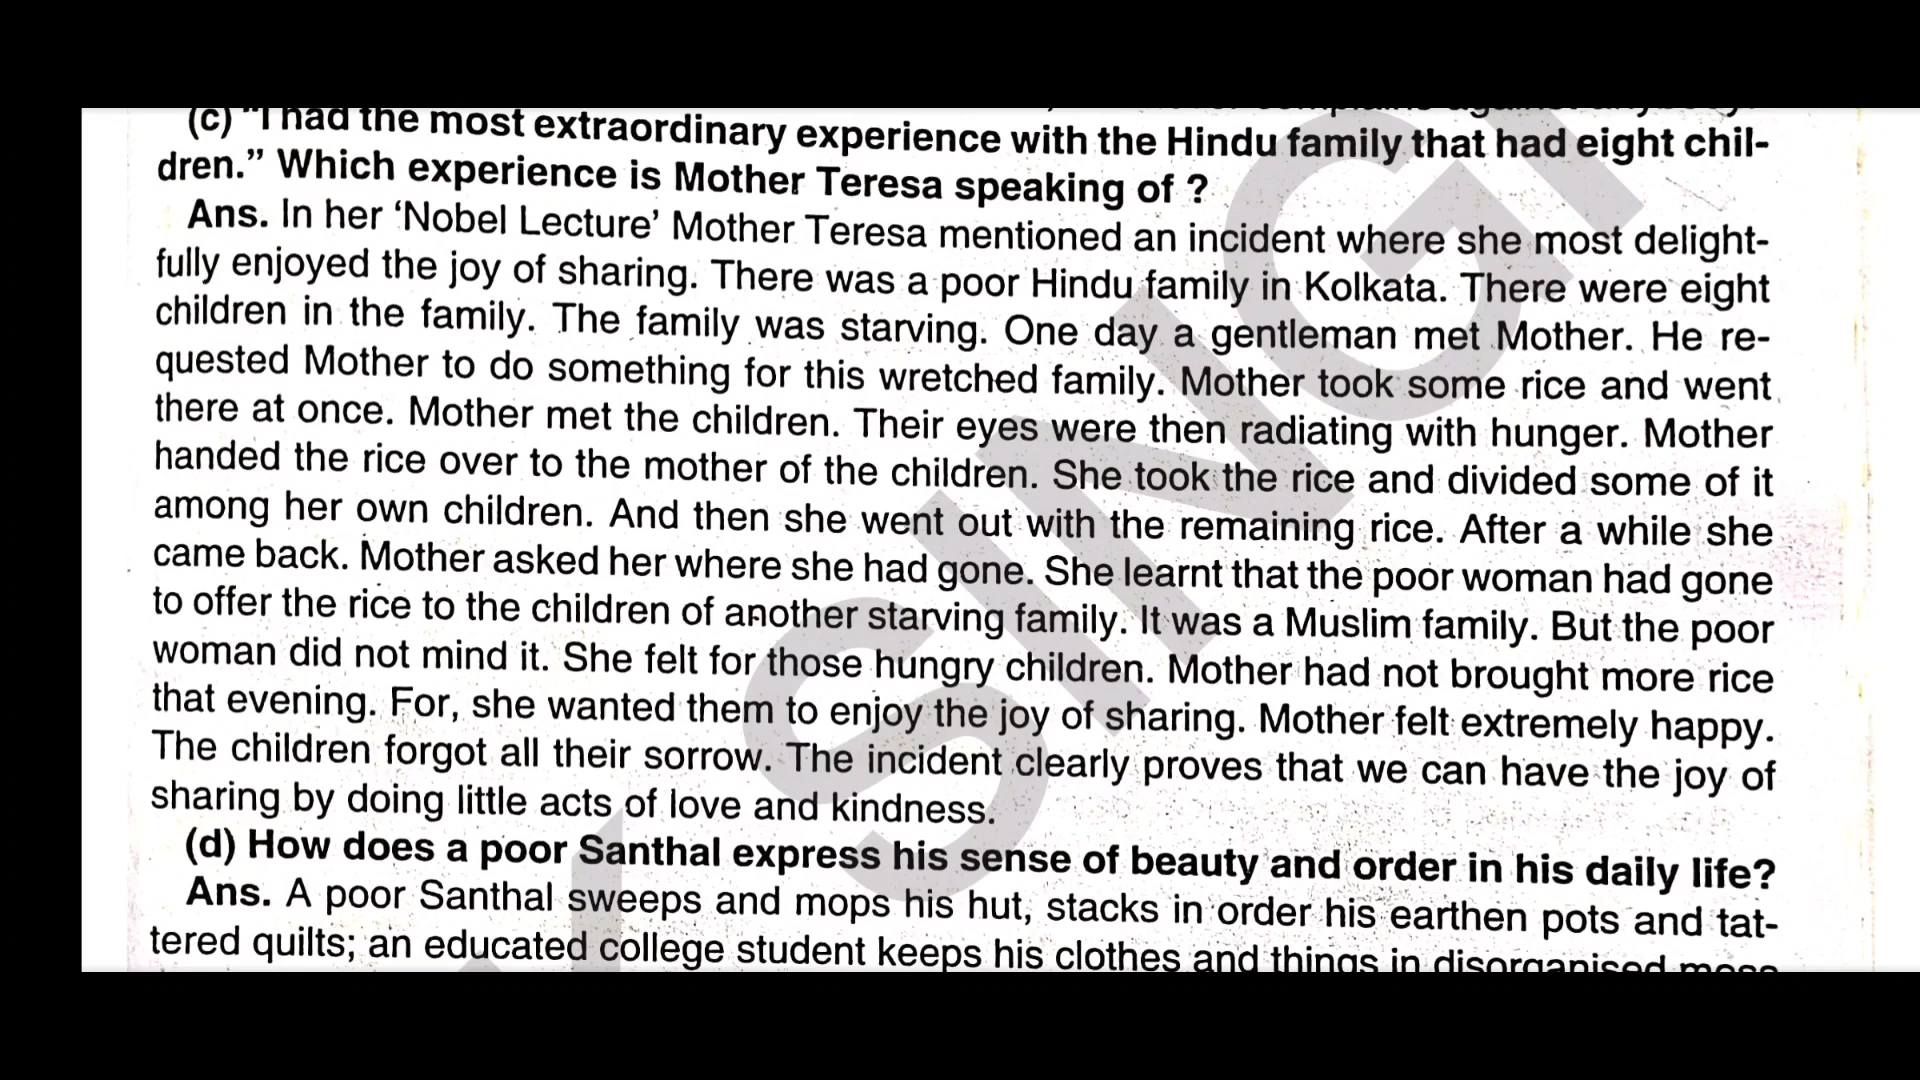 (c) "I had the most extraordinary experience with the Hindu family that had eight chil-
dren.” Which experience is Mother Teresa speaking of ?
Ans. In her ‘Nobel Lecture’ Mother Teresa mentioned an incident where she most delight-
fully enjoyed the joy of sharing. There was a poor Hindu family in Kolkata. There were eight
children in the family. The family was starving. One day a gentleman met Mother. He re-
quested Mother to do something for this wretched family. Mother took some rice and went
there at once. Mother met the children. Their eyes were then radiating with hunger. Mother
handed the rice over to the mother of the children. She took the rice and divided some of it
among her own children. And then she went out with the remaining rice. After a while she
came back. Mother asked her where she had gone. She learnt that the poor woman had gone
to offer the rice to the children of another starving family. It was a Muslim family. But the poor
woman did not mind it. She felt for those hungry children. Mother had not brought more rice
that evening. For, she wanted them to enjoy the joy of sharing. Mother felt extremely happy.
The children forgot all their sorrow. The incident clearly proves that we can have the joy of
sharing by doing little acts of love and kindness.
(d) How does a poor Santhal express his sense of beauty and order in his daily life?
Ans. A poor Santhal sweeps and mops his hut, stacks in order his earthen pots and tat-
tered quilts; an educated college student keeps his clothes and things in disorganised mess